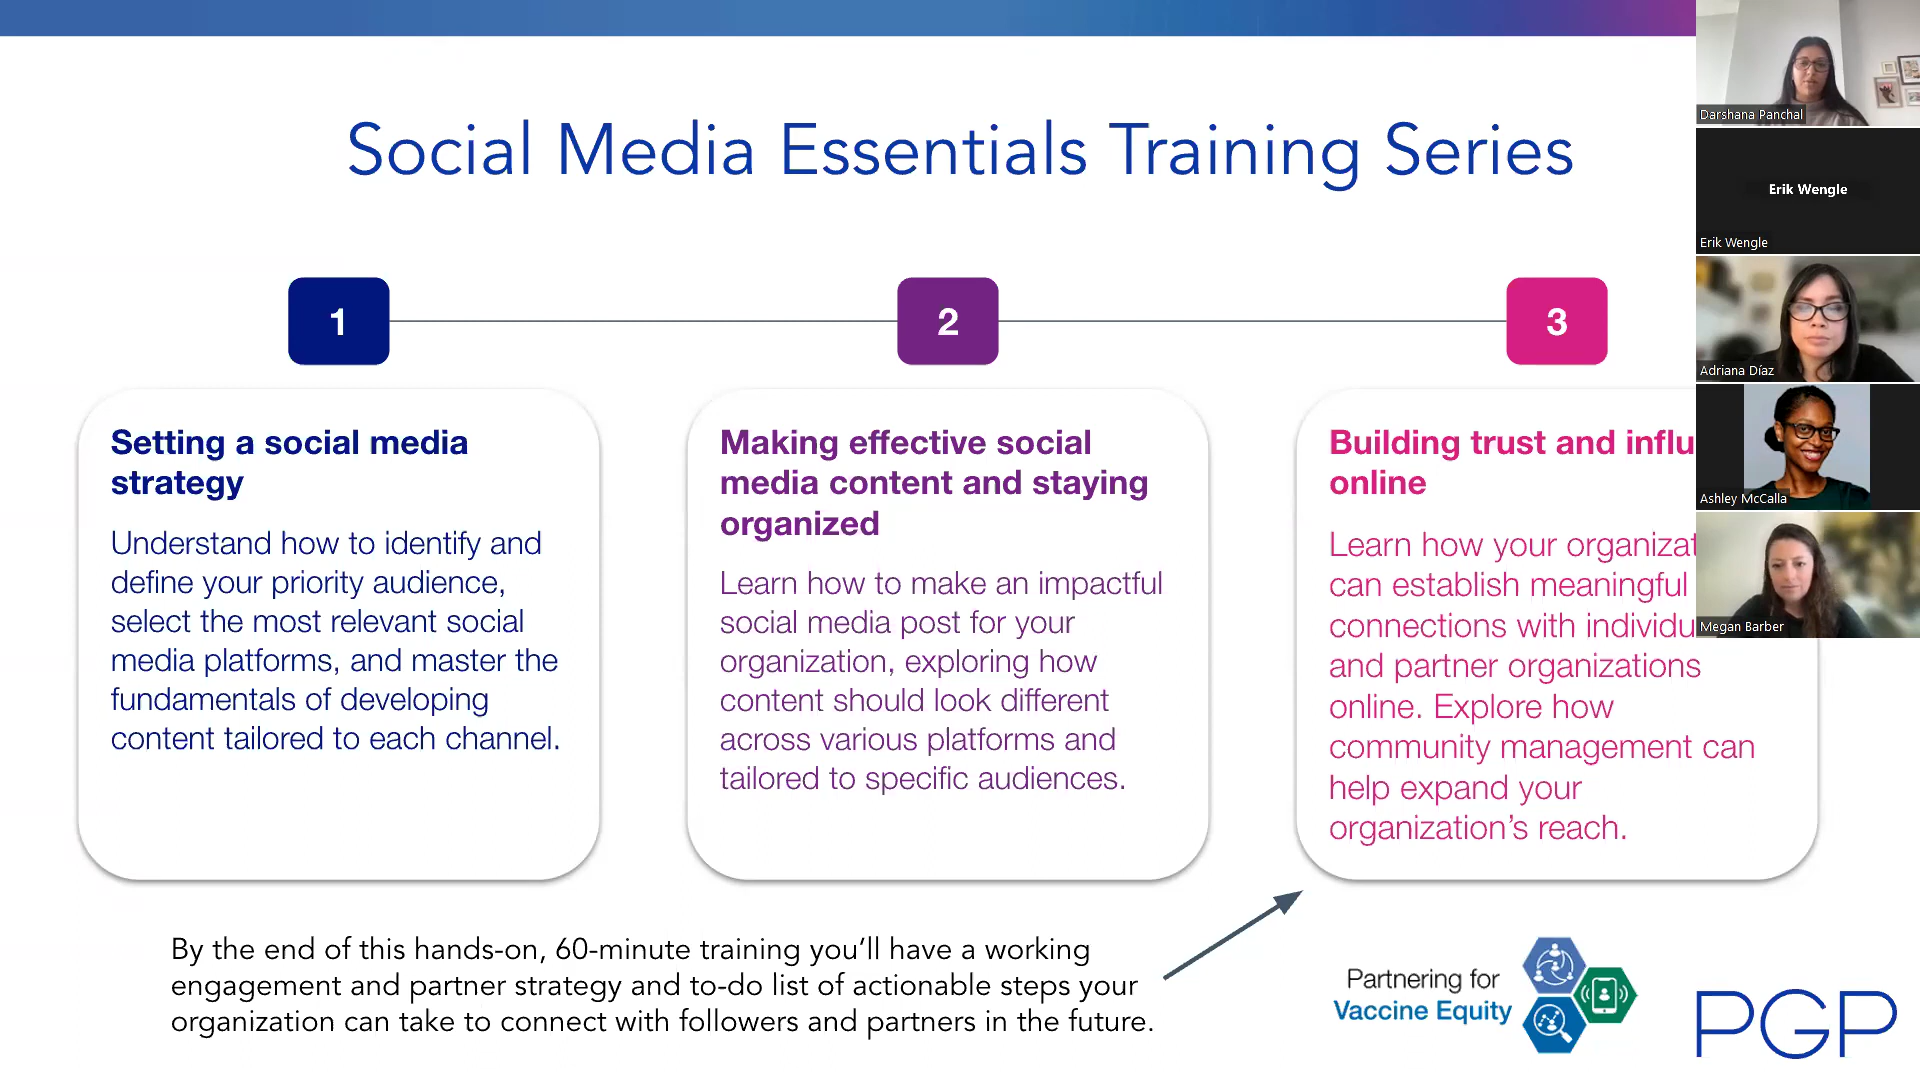 Social Media Essentials Training Series
1
2
3
Setting a social media
strategy
Understand how to identify and
define your priority audience,
select the most relevant social
media platforms, and master the
fundamentals of developing
content tailored to each channel.
Making effective social
media content and staying
organized
Learn how to make an impactful
social media post for your
organization, exploring how
content should look different
across various platforms and
tailored to specific audiences.
Building trust and influ
online
Learn how your organizat
can establish meaningful
connections with individu
and partner organizations
online. Explore how
community management can
help expand your
organization’s reach.
By the end of this hands-on, 60-minute training you’ll have a working
engagement and partner strategy and to-do list of actionable steps your
organization can take to connect with followers and partners in the future.
Partnering for
Vaccine Equity
PGP
Darshana Panchal
Erik Wengle
Erik Wengle
Adriana Díaz
Ashley McCalla
Megan Barber